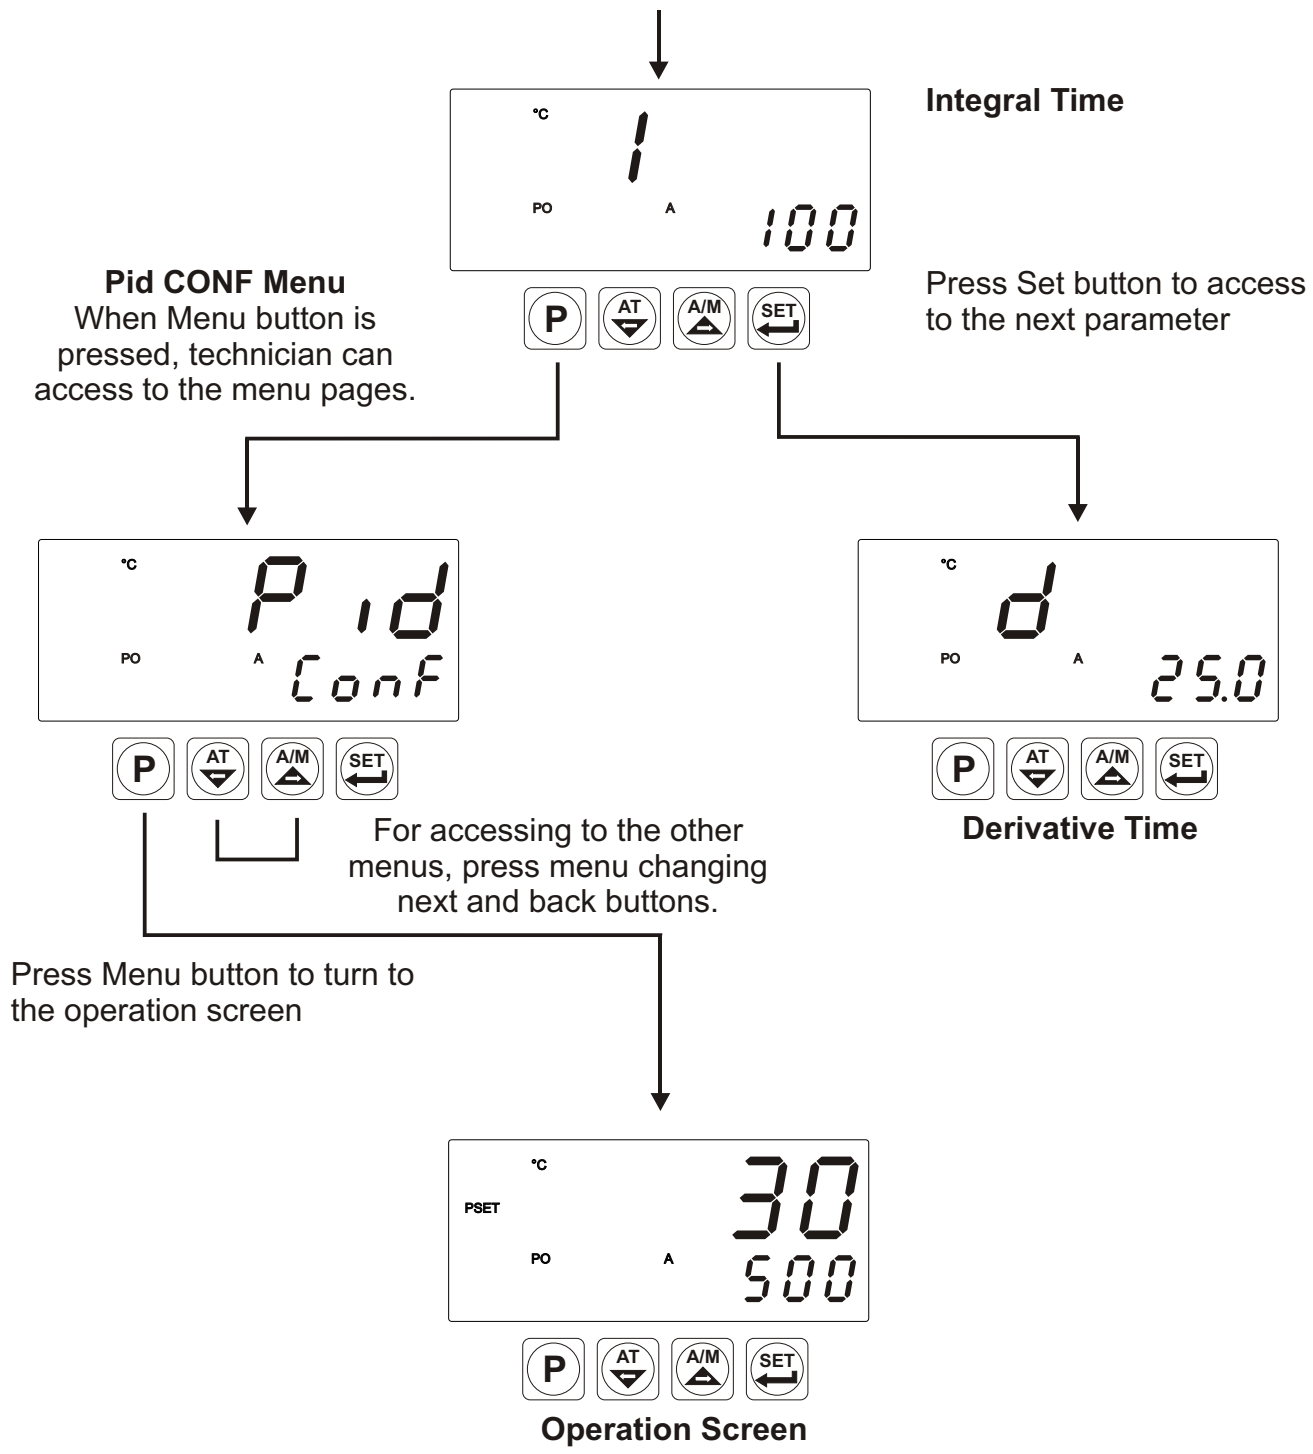 Integral Time
°C
I
PO A
100
Pid CONF Menu
When Menu button is
pressed, technician can
access to the menu pages.
P AT A/M SET
Press Set button to access
to the next parameter
°C
Pid
PO A
ConF
P AT A/M SET
°C
d
PO A
25.0
P AT A/M SET
Derivative Time
For accessing to the other
menus, press menu changing
next and back buttons.
Press Menu button to turn to
the operation screen
°C
30
PSET
PO A
500
P AT A/M SET
Operation Screen